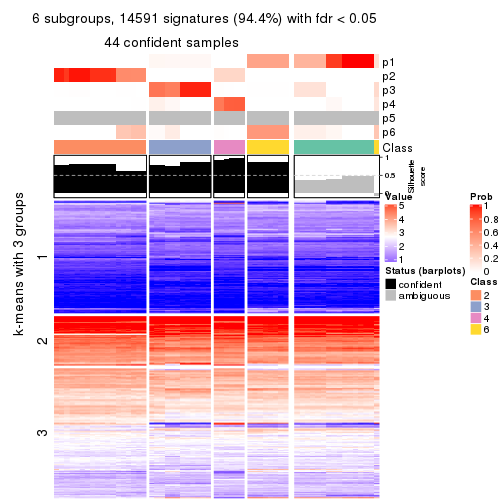 6 subgroups, 14591 signatures (94.4%) with fdr < 0.05
44 confident samples
p1
p2
p3
p4
p5
p6
Class
1
0.5
0
Silhouette
score
k-means with 3 groups
1
2
3
Value
5
4
3
2
1
Status (barplots)
confident
ambiguous
Prob
1
0.8
0.6
0.4
0.2
0
Class
2
3
4
6